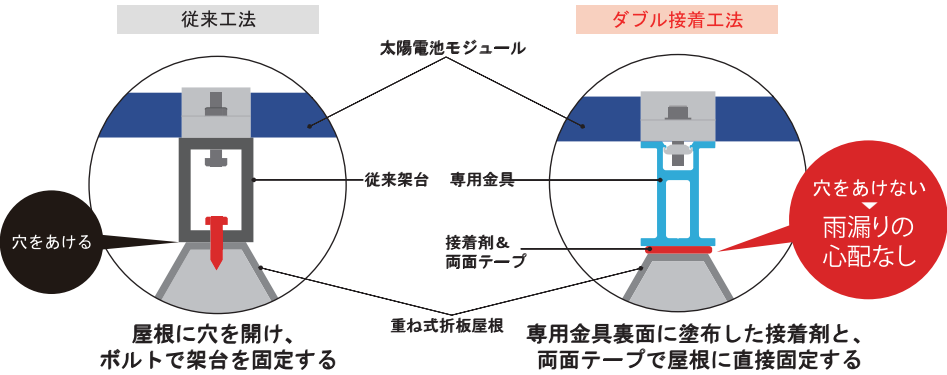 従来工法
ダブル接着工法
太陽電池モジュール
従来架台
専用金具
穴をあける
穴をあけない
雨漏りの
心配なし
接着剤&
両面テープ
重ね式折板屋根
屋根に穴を開け、
ボルトで架台を固定する
専用金具裏面に塗布した接着剤と、
両面テープで屋根に直接固定する